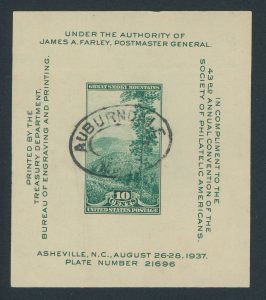 UNDER THE AUTHORITY OF
JAMES A. FARLEY, POSTMASTER GENERAL.
PRINTED BY THE
TREASURY DEPARTMENT,
BUREAU OF ENGRAVING AND PRINTING.
GREAT SMOKY MOUNTAINS
10
CENTS
UNITED STATES POSTAGE
IN COMPLIMENT TO THE
43RD ANNUAL CONVENTION OF THE
SOCIETY OF PHILATELIC AMERICANS.
ASHEVILLE, N.C., AUGUST 26-28, 1937.
PLATE NUMBER 21696